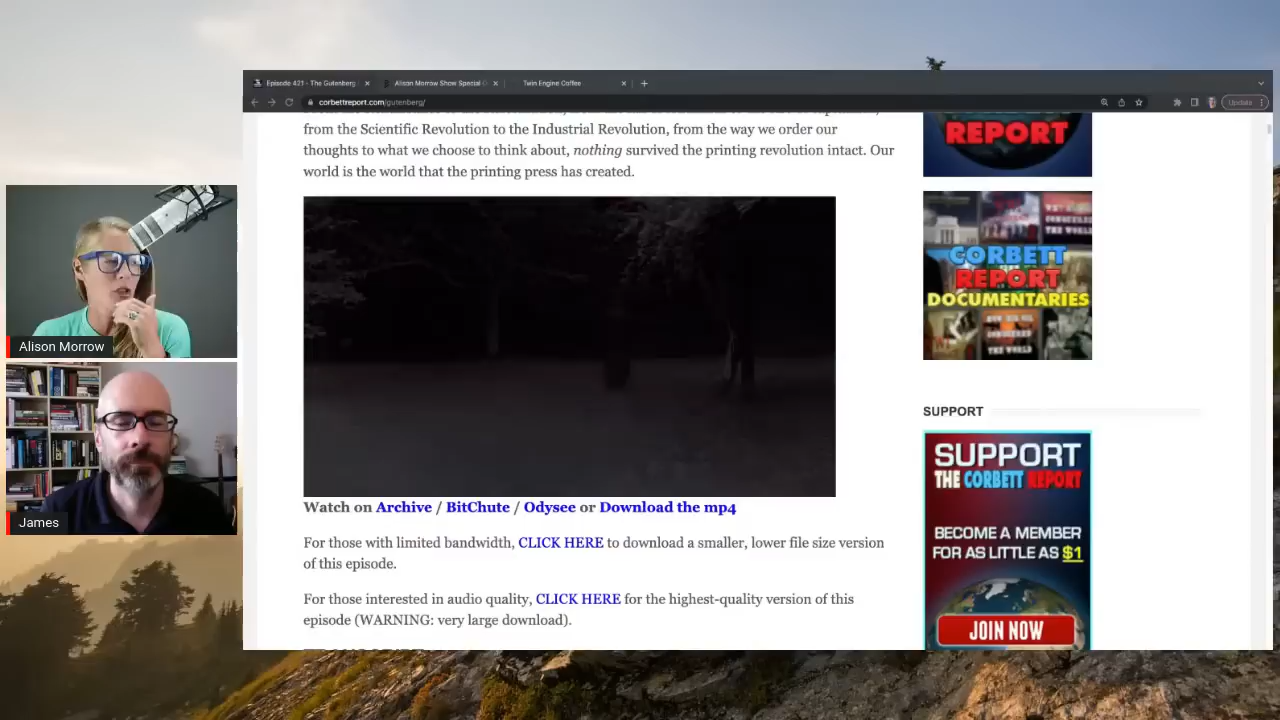 Episode 421 - The Gutenberg
Alison Morrow Show Special
Twin Engine Coffee
corbettreport.com/gutenberg/
Update
from the Scientific Revolution to the Industrial Revolution, from the way we order our
thoughts to what we choose to think about, nothing survived the printing revolution intact. Our
world is the world that the printing press has created.
REPORT
CORBETT
REPORT
DOCUMENTARIES
Alison Morrow
James
Watch on Archive / BitChute / Odysee or Download the mp4
For those with limited bandwidth, CLICK HERE to download a smaller, lower file size version
of this episode.
For those interested in audio quality, CLICK HERE for the highest-quality version of this
episode (WARNING: very large download).
SUPPORT
SUPPORT
THE CORBETT REPORT
BECOME A MEMBER
FOR AS LITTLE AS $1
JOIN NOW